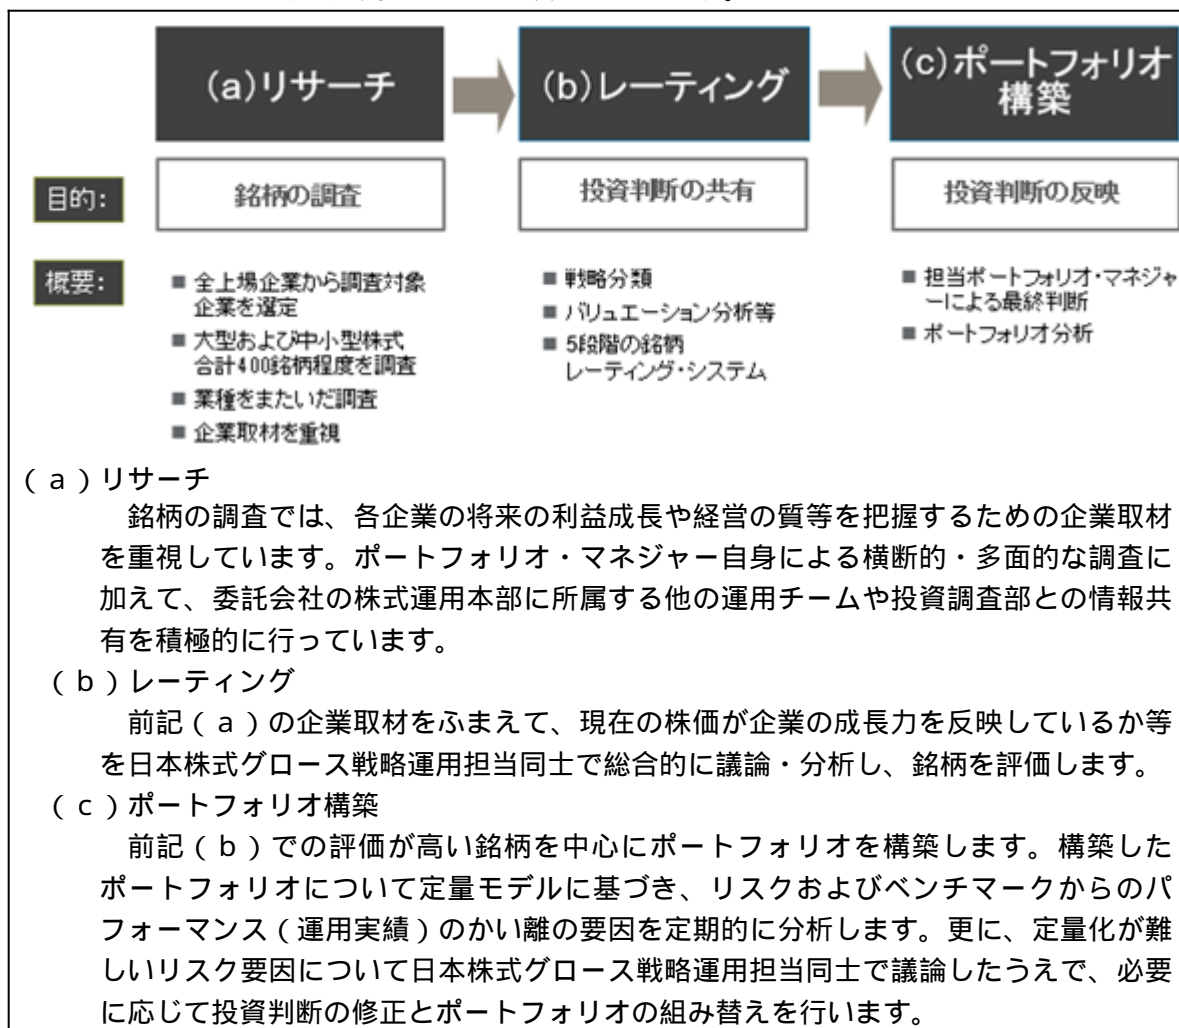 (a)リサーチ
(b)レーティング
(c)ポートフォリオ
構築
目的:
銘柄の調査
投資判断の共有
投資判断の反映
概要:
■ 全上場企業から調査対象
企業を選定
■ 大型および中小型株式
合計400銘柄程度を調査
■ 業種をまたいだ調査
■ 企業取材を重視
■ 戦略分類
■ バリュエーション分析等
■ 5段階の銘柄
レーティング・システム
■ 担当ポートフォリオ・マネジャ
ーによる最終判断
■ ポートフォリオ分析
(a)リサーチ
銘柄の調査では、各企業の将来の利益成長や経営の質等を把握するための企業取材
を重視しています。ポートフォリオ・マネジャー自身による横断的・多面的な調査に
加えて、委託会社の株式運用本部に所属する他の運用チームや投資調査部との情報共
有を積極的に行っています。
(b)レーティング
前記(a)の企業取材をふまえて、現在の株価が企業の成長力を反映しているか等
を日本株式グロース戦略運用担当同士で総合的に議論・分析し、銘柄を評価します。
(c)ポートフォリオ構築
前記(b)での評価が高い銘柄を中心にポートフォリオを構築します。構築した
ポートフォリオについて定量モデルに基づき、リスクおよびベンチマークからのパ
フォーマンス(運用実績)のかい離の要因を定期的に分析します。更に、定量化が難
しいリスク要因について日本株式グロース戦略運用担当同士で議論したうえで、必要
に応じて投資判断の修正とポートフォリオの組み替えを行います。